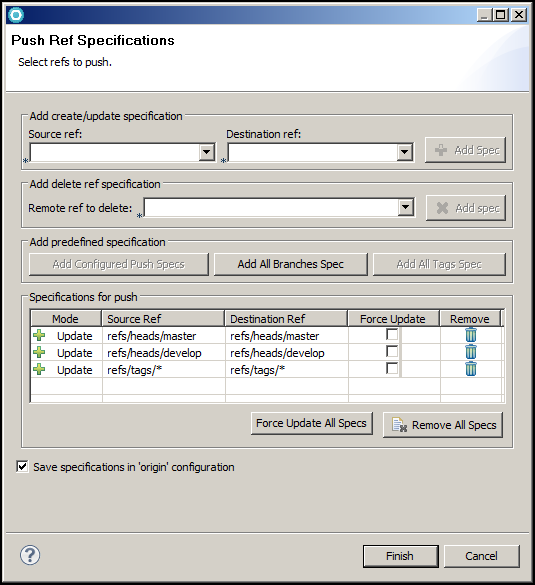 Push Ref Specifications
Select refs to push.
Add create/update specification
Source ref: Destination ref:
* * Add Spec
Add delete ref specification
Remote ref to delete: * Add spec
Add predefined specification
Add Configured Push Specs Add All Branches Spec Add All Tags Spec
Specifications for push
Mode Source Ref Destination Ref Force Update Remove
Update refs/heads/master refs/heads/master
Update refs/heads/develop refs/heads/develop
Update refs/tags/* refs/tags/*
Force Update All Specs Remove All Specs
Save specifications in 'origin' configuration
? Finish Cancel